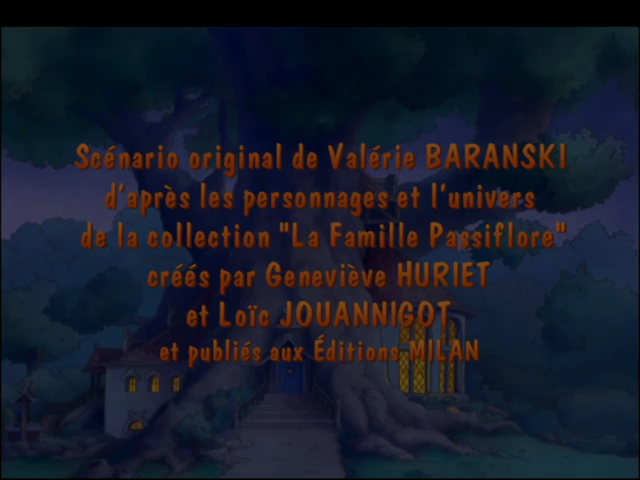 Scénario original de Valérie BARANSKI
d'après les personnages et l'univers
de la collection "La Famille Passiflore"
créés par Geneviève HURIET
et Loïc JOUANNIGOT
et publiés aux Éditions MILAN